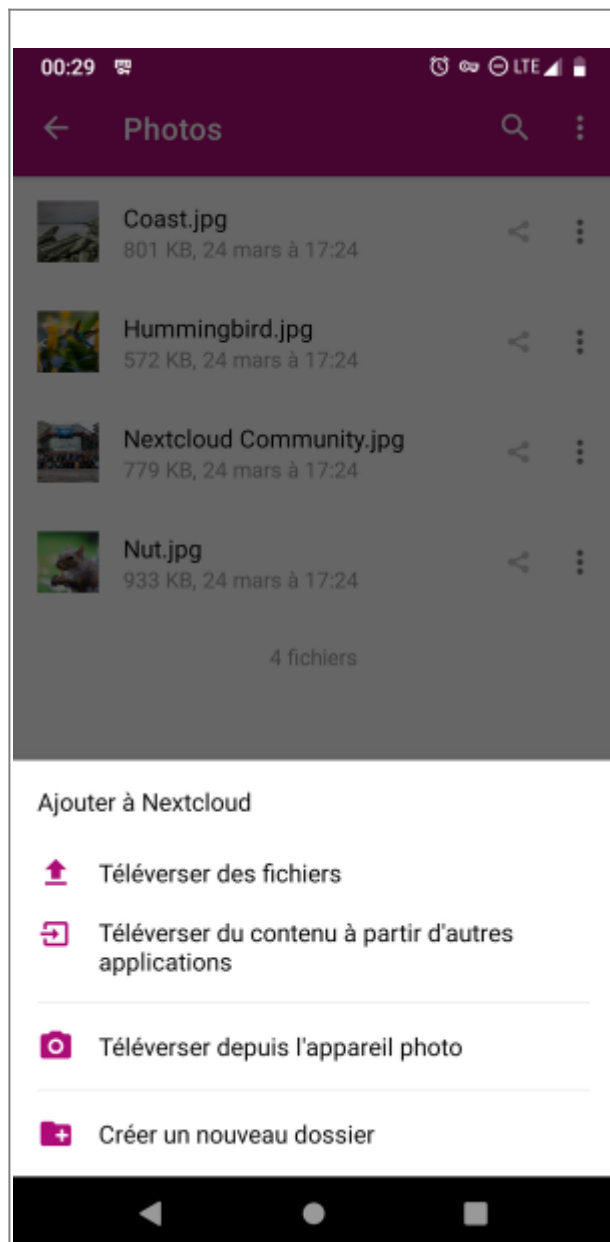 00:29 LTE
Photos
Coast.jpg
801 KB, 24 mars à 17:24
Hummingbird.jpg
572 KB, 24 mars à 17:24
Nextcloud Community.jpg
779 KB, 24 mars à 17:24
Nut.jpg
933 KB, 24 mars à 17:24
4 fichiers
Ajouter à Nextcloud
Téléverser des fichiers
Téléverser du contenu à partir d'autres
applications
Téléverser depuis l'appareil photo
Créer un nouveau dossier